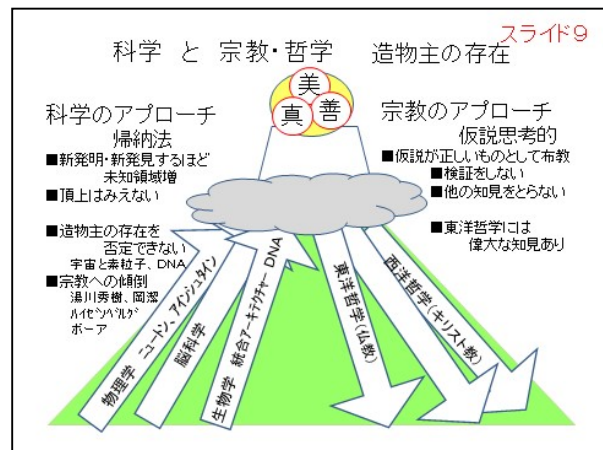 スライド9
科学 と 宗教・哲学 造物主の存在
美
真 善
科学のアプローチ
帰納法
■新発明・新発見するほど
未知領域増
■頂上はみえない
■造物主の存在を
否定できない
宇宙と素粒子、DNA
■宗教への傾倒
湯川秀樹、岡潔
ハイゼンベルグ
ボーア
宗教のアプローチ
仮説思考的
■仮説が正しいものとして布教
■検証をしない
■他の知見をとらない
■東洋哲学には
偉大な知見あり
物理学 ニュートン、アインシュタイン
脳科学
生物学 統合アーキテクチャー DNA
東洋哲学(仏教)
西洋哲学(キリスト教)